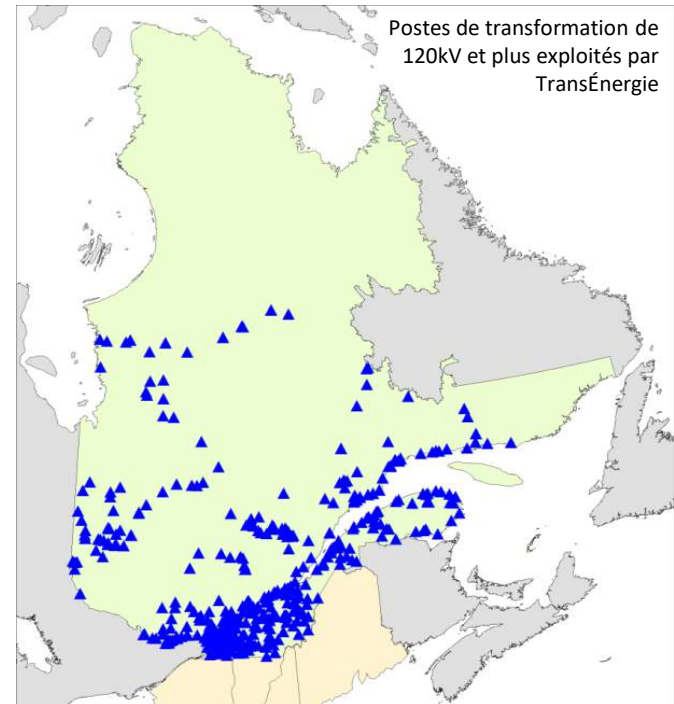 Postes de transformation de
120kV et plus exploités par
TransÉnergie